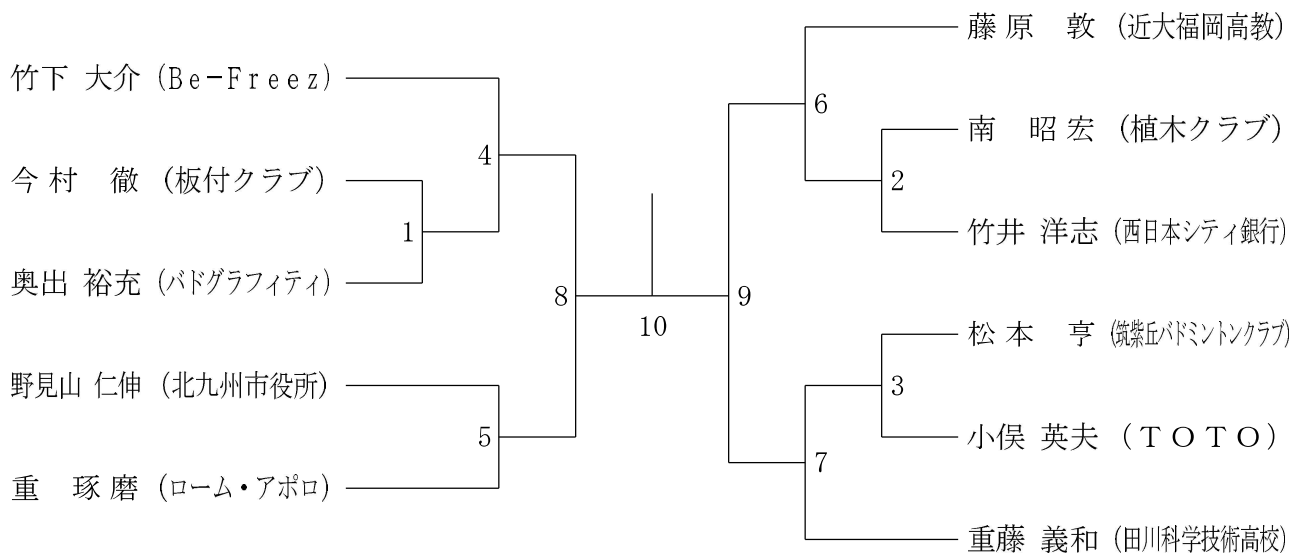 竹下 大介 (Be-Freez)
4
今村 徹 (板付クラブ)
1
奥出 裕充 (バドグラフィティ)
8
野見山 仁伸 (北九州市役所)
5
重 琢磨 (ローム・アポロ)
10
藤原 敦 (近大福岡高教)
6
南 昭宏 (植木クラブ)
2
竹井 洋志 (西日本シティ銀行)
9
松本 亨 (筑紫丘バドミントンクラブ)
3
小俣 英夫 (TOTO)
7
重藤 義和 (田川科学技術高校)